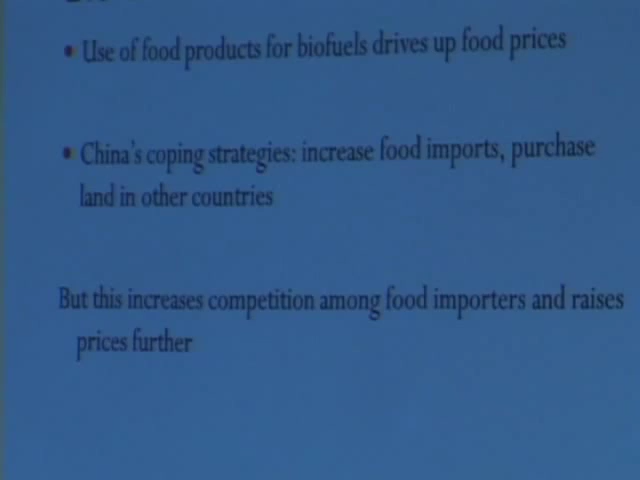 • Use of food products for biofuels drives up food prices
• China's coping strategies: increase food imports, purchase
land in other countries
But this increases competition among food importers and raises
prices further